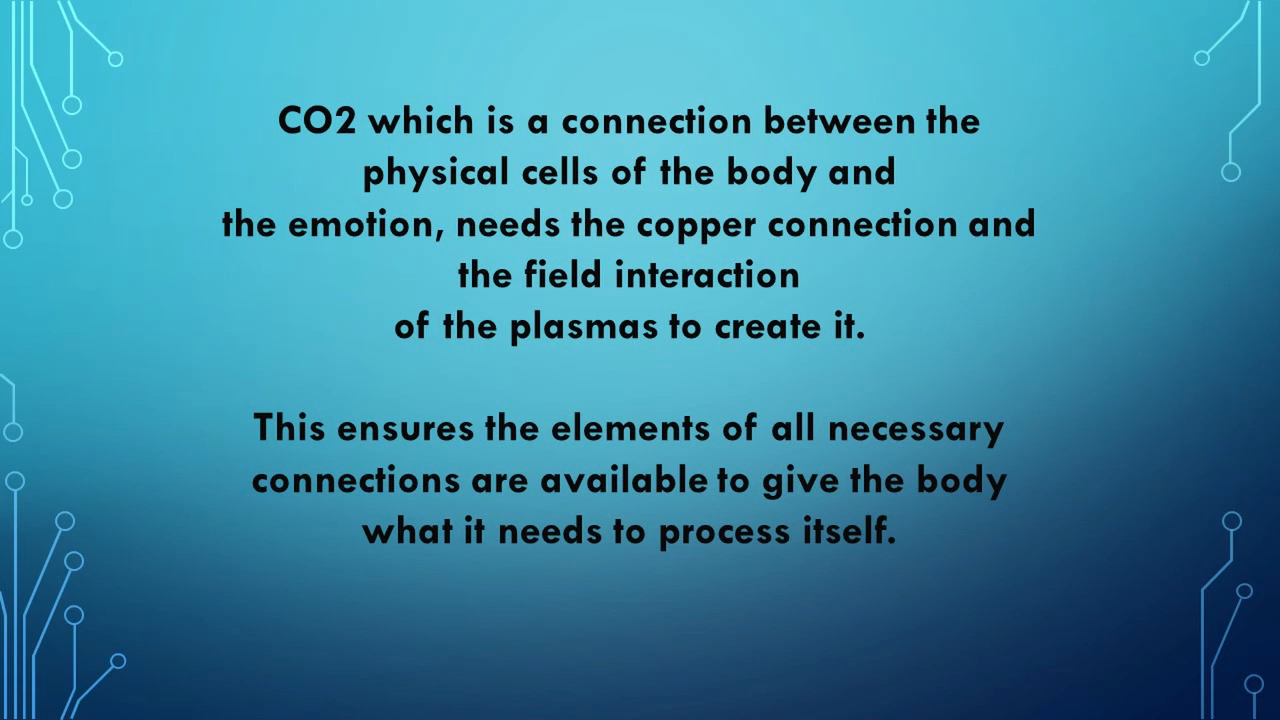 CO2 which is a connection between the
physical cells of the body and
the emotion, needs the copper connection and
the field interaction
of the plasmas to create it.
This ensures the elements of all necessary
connections are available to give the body
what it needs to process itself.